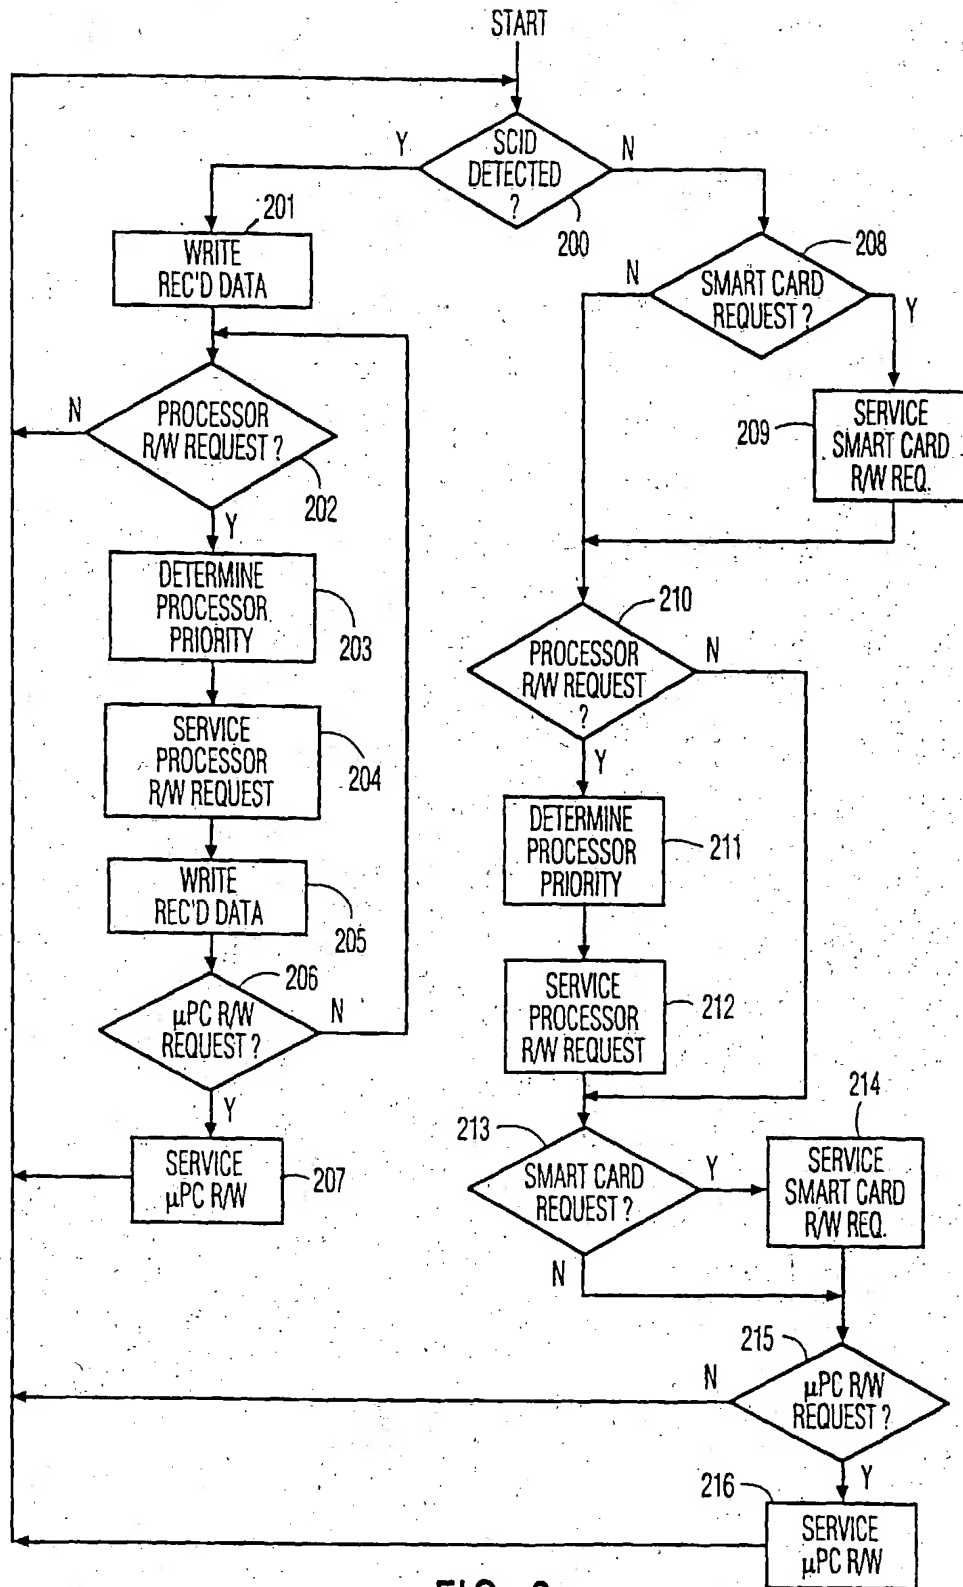 START
SCID
DETECTED
?
Y
N
200
201
WRITE
REC'D DATA
208
SMART CARD
REQUEST ?
N
Y
PROCESSOR
R/W REQUEST ?
N
Y
202
209
SERVICE
SMART CARD
R/W REQ.
DETERMINE
PROCESSOR
PRIORITY
203
210
PROCESSOR
R/W REQUEST
?
N
Y
SERVICE
PROCESSOR
R/W REQUEST
204
DETERMINE
PROCESSOR
PRIORITY
211
WRITE
REC'D DATA
205
206
µPC R/W
REQUEST ?
N
Y
SERVICE
PROCESSOR
R/W REQUEST
212
SERVICE
µPC R/W
207
213
SMART CARD
REQUEST ?
Y
N
214
SERVICE
SMART CARD
R/W REQ.
215
µPC R/W
REQUEST ?
N
Y
216
SERVICE
µPC R/W